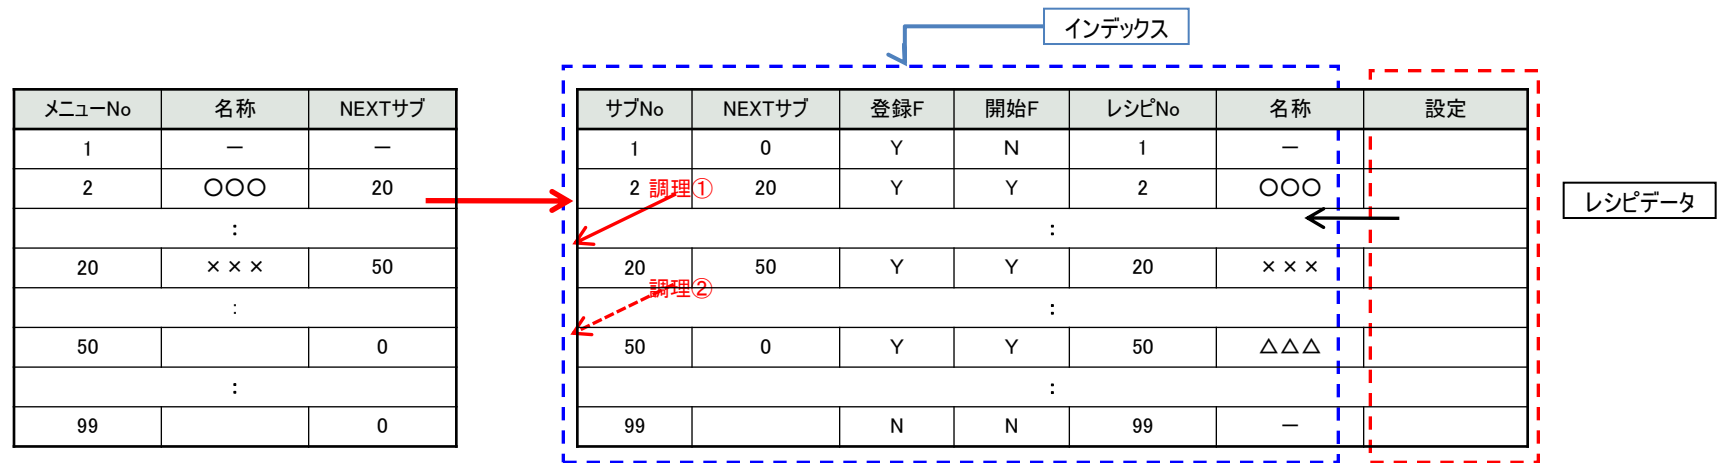 インデックス
メニューNo 名称 NEXTサブ
1 ー ー
2 〇〇〇 20
:
20 ××× 50
:
50 0
:
99 0
サブNo NEXTサブ 登録F 開始F レシピNo 名称 設定
1 0 Y N 1 ー
2 調理① 20 Y Y 2 〇〇〇
:
20 50 Y Y 20 ×××
調理②
:
50 0 Y Y 50 △△△
:
99 N N 99 ー
レシピデータ